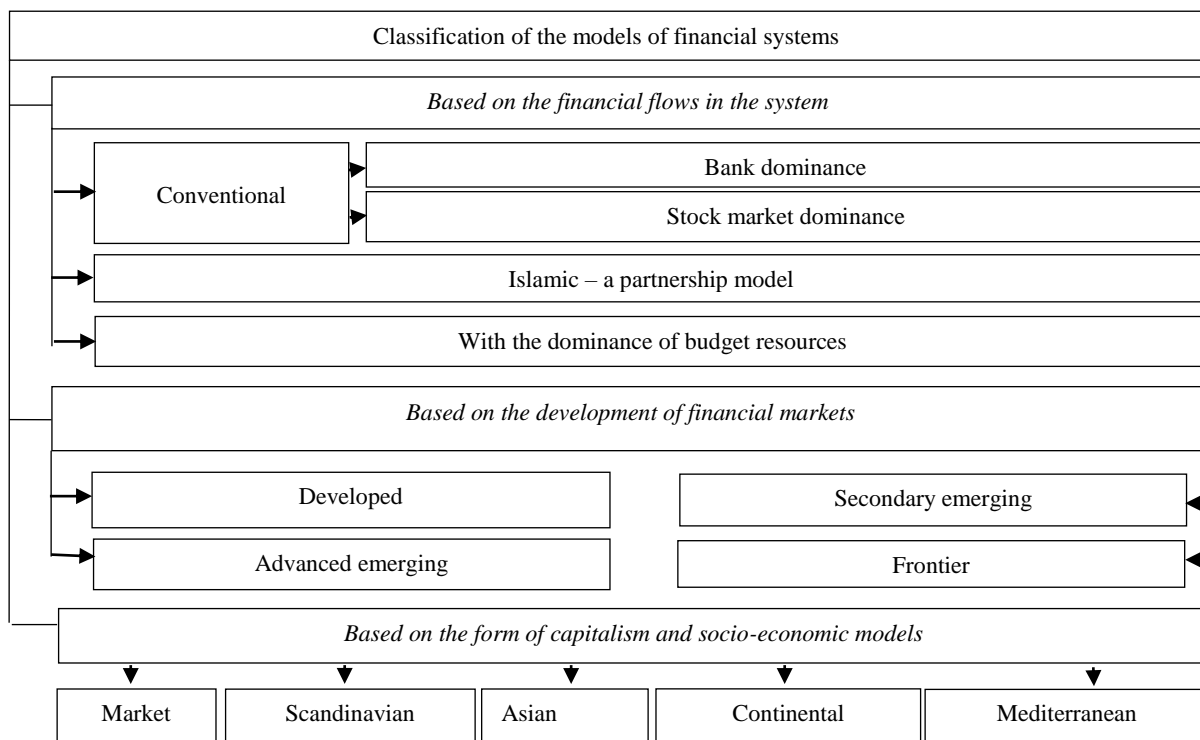 Classification of the models of financial systems
Based on the financial flows in the system
Conventional
Bank dominance
Stock market dominance
Islamic – a partnership model
With the dominance of budget resources
Based on the development of financial markets
Developed
Secondary emerging
Advanced emerging
Frontier
Based on the form of capitalism and socio-economic models
Market
Scandinavian
Asian
Continental
Mediterranean